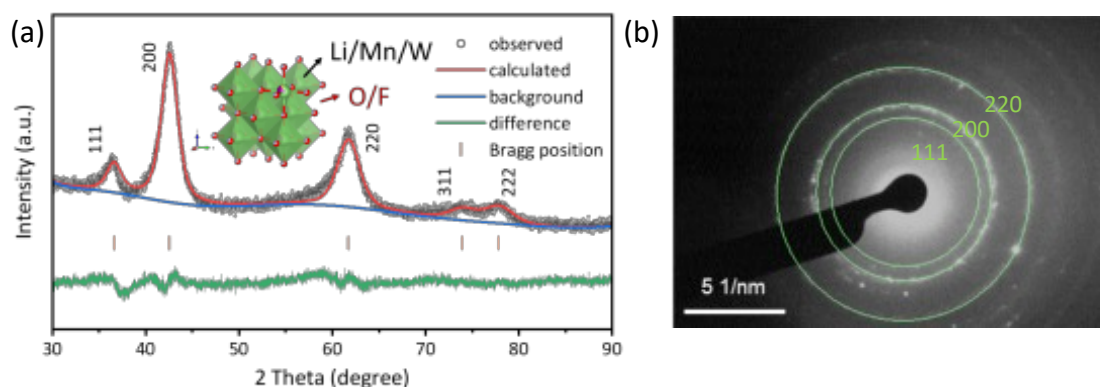 (a)
Intensity (a.u.)
111
200
220
311
222
Li/Mn/W
O/F
observed
calculated
background
difference
Bragg position
30 40 50 60 70 80 90
2 Theta (degree)
(b)
220
200
111
5 1/nm